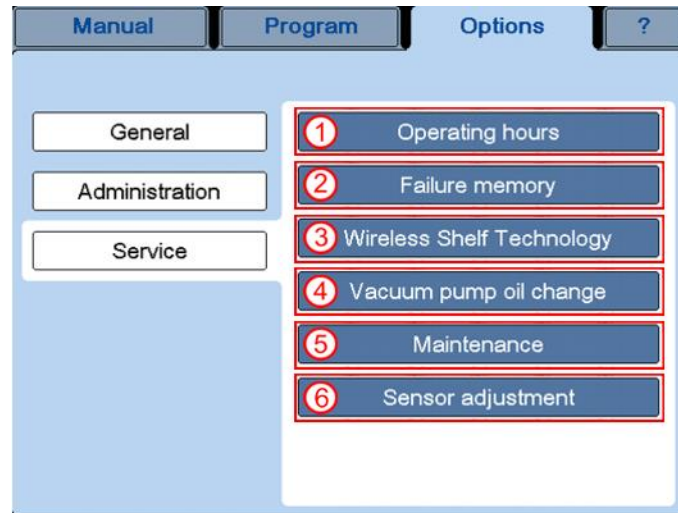 Manual Program Options ?
General
Administration
Service
1 Operating hours
2 Failure memory
3 Wireless Shelf Technology
4 Vacuum pump oil change
5 Maintenance
6 Sensor adjustment